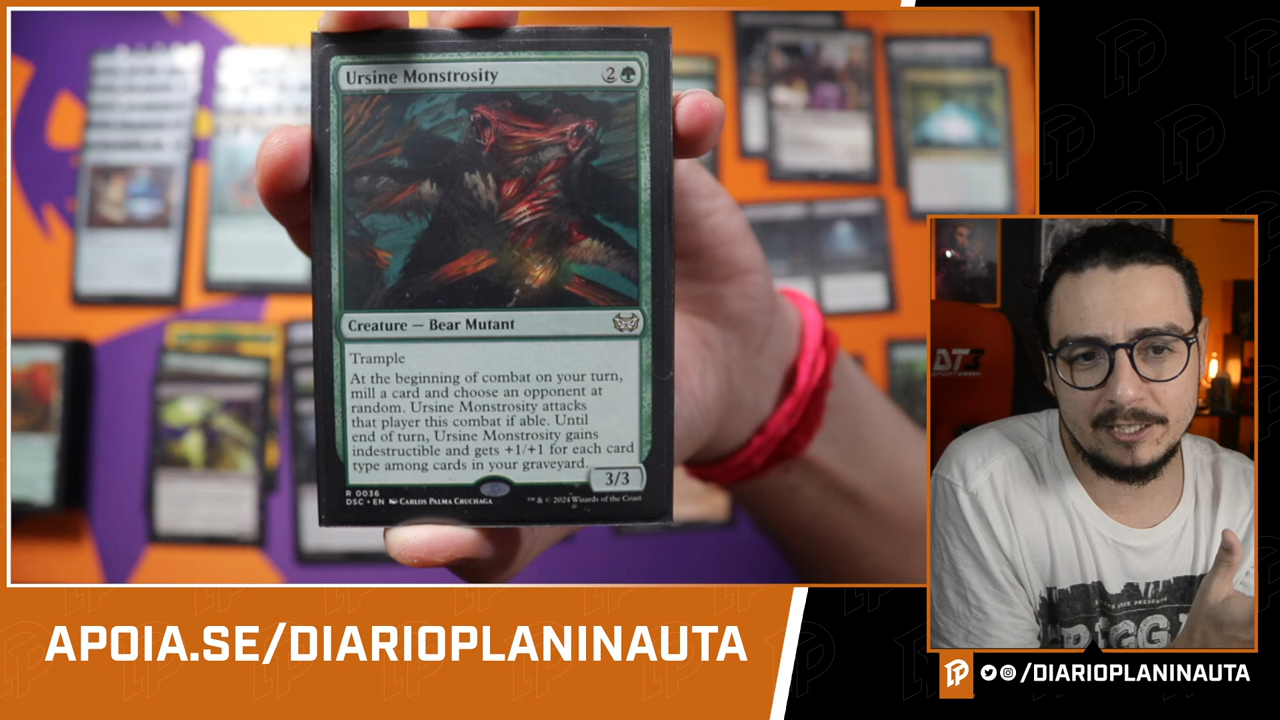 Ursine Monstrosity 2
Creature — Bear Mutant
Trample
At the beginning of combat on your turn,
mill a card and choose an opponent at
random. Ursine Monstrosity attacks
that player this combat if able. Until
end of turn, Ursine Monstrosity gains
indestructible and gets +1/+1 for each card
type among cards in your graveyard.
3/3
R 0036
DSC • EN CARLOS PALMA CRUCHAGA
™ & © 2024 Wizards of the Coast
DT3
APOIA.SE/DIARIOPLANINAUTA
/DIARIOPLANINAUTA